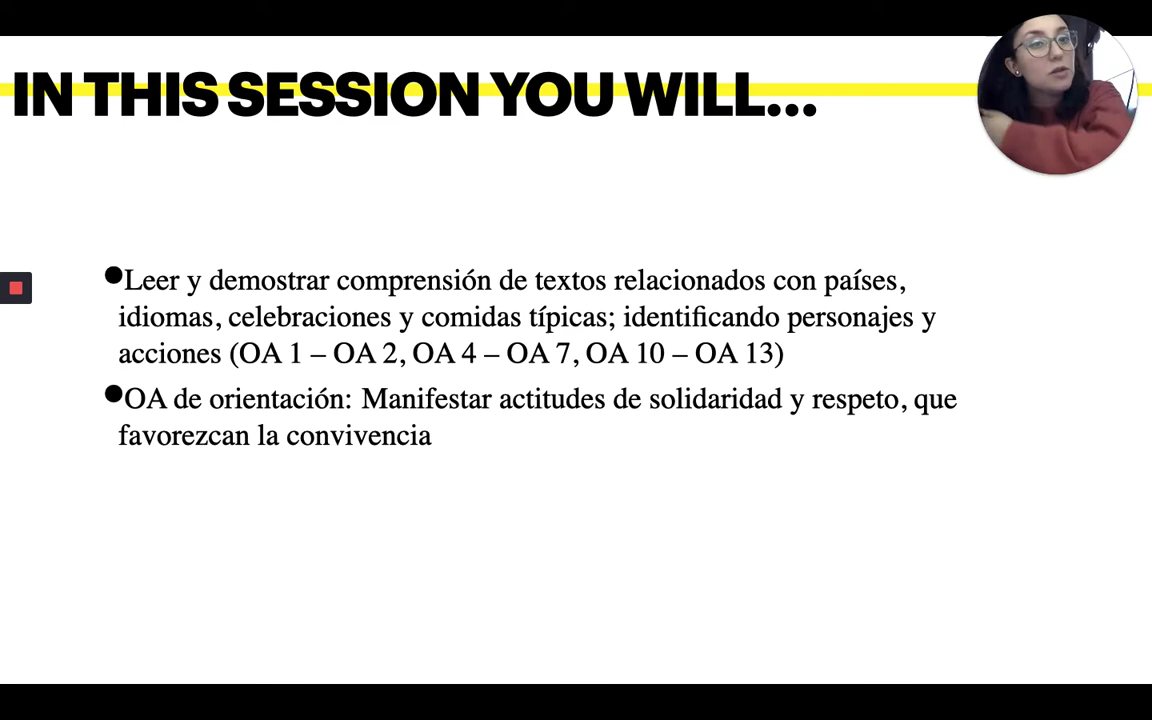 IN THIS SESSION YOU WILL...
●Leer y demostrar comprensión de textos relacionados con países,
idiomas, celebraciones y comidas típicas; identificando personajes y
acciones (OA 1 – OA 2, OA 4 – OA 7, OA 10 – OA 13)
●OA de orientación: Manifestar actitudes de solidaridad y respeto, que
favorezcan la convivencia